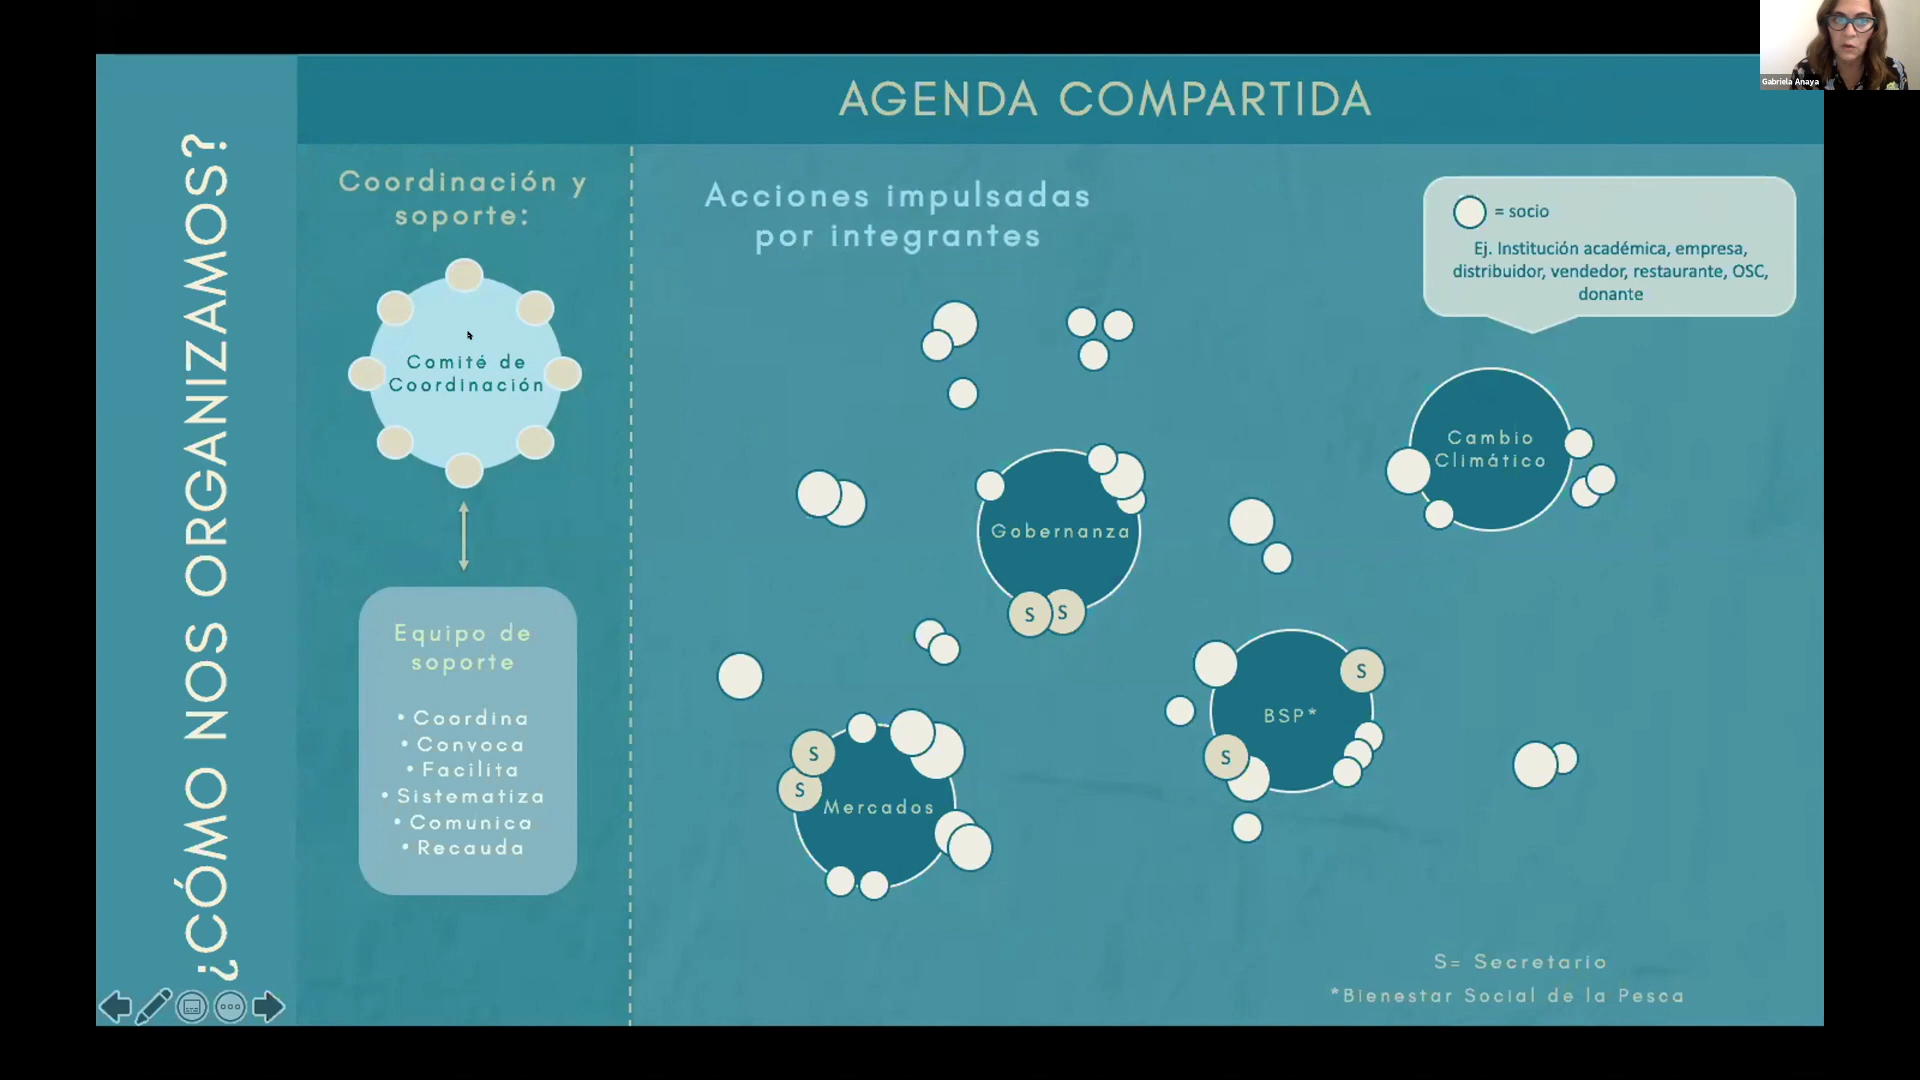 ¿CÓMO NOS ORGANIZAMOS?
AGENDA COMPARTIDA
Coordinación y
soporte:
Comité de
Coordinación
Equipo de
soporte
• Coordina
• Convoca
• Facilita
• Sistematiza
• Comunica
• Recauda
Acciones impulsadas
por integrantes
= socio
Ej. Institución académica, empresa,
distribuidor, vendedor, restaurante, OSC,
donante
Cambio
Climático
Gobernanza
S S
BSP*
S
S
Mercados
S
S
S= Secretario
*Bienestar Social de la Pesca
Gabriela Anaya